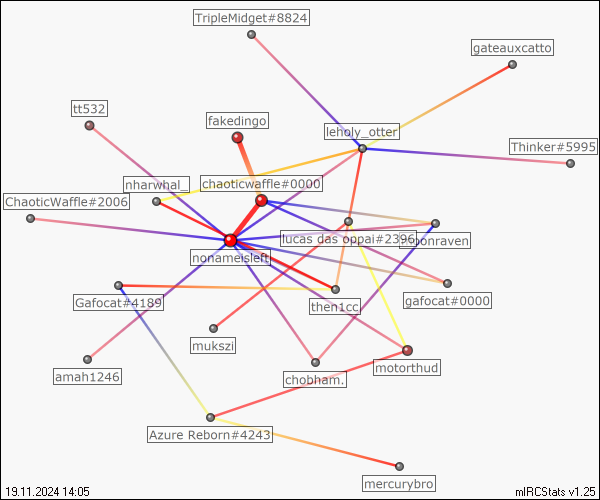 TripleMidget#8824
gateauxcatto
tt532
fakedingo
leholy_otter
Thinker#5995
nharwhal_
chaoticwaffle#0000
ChaoticWaffle#2006
lucas das oppai#2396
nonameisleft
Gafocat#4189
then1cc
gafocat#0000
mukszi
motorthud
amah1246
chobham.
Azure Reborn#4243
mercurybro
19.11.2024 14:05
mIRCStats v1.25